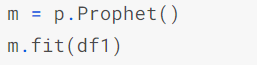 m = p.Prophet()
m.fit(df1)